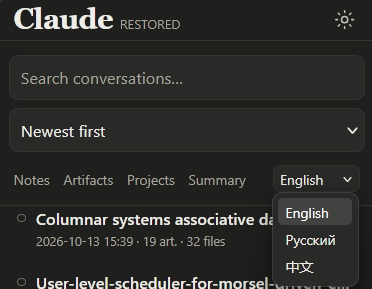 Claude RESTORED
Search conversations...
Newest first
Notes Artifacts Projects Summary English
English
Русский
中文
Columnar systems associative
2026-10-13 15:39 · 19 art. · 32 files
User-level-scheduler-for-morsel-driven